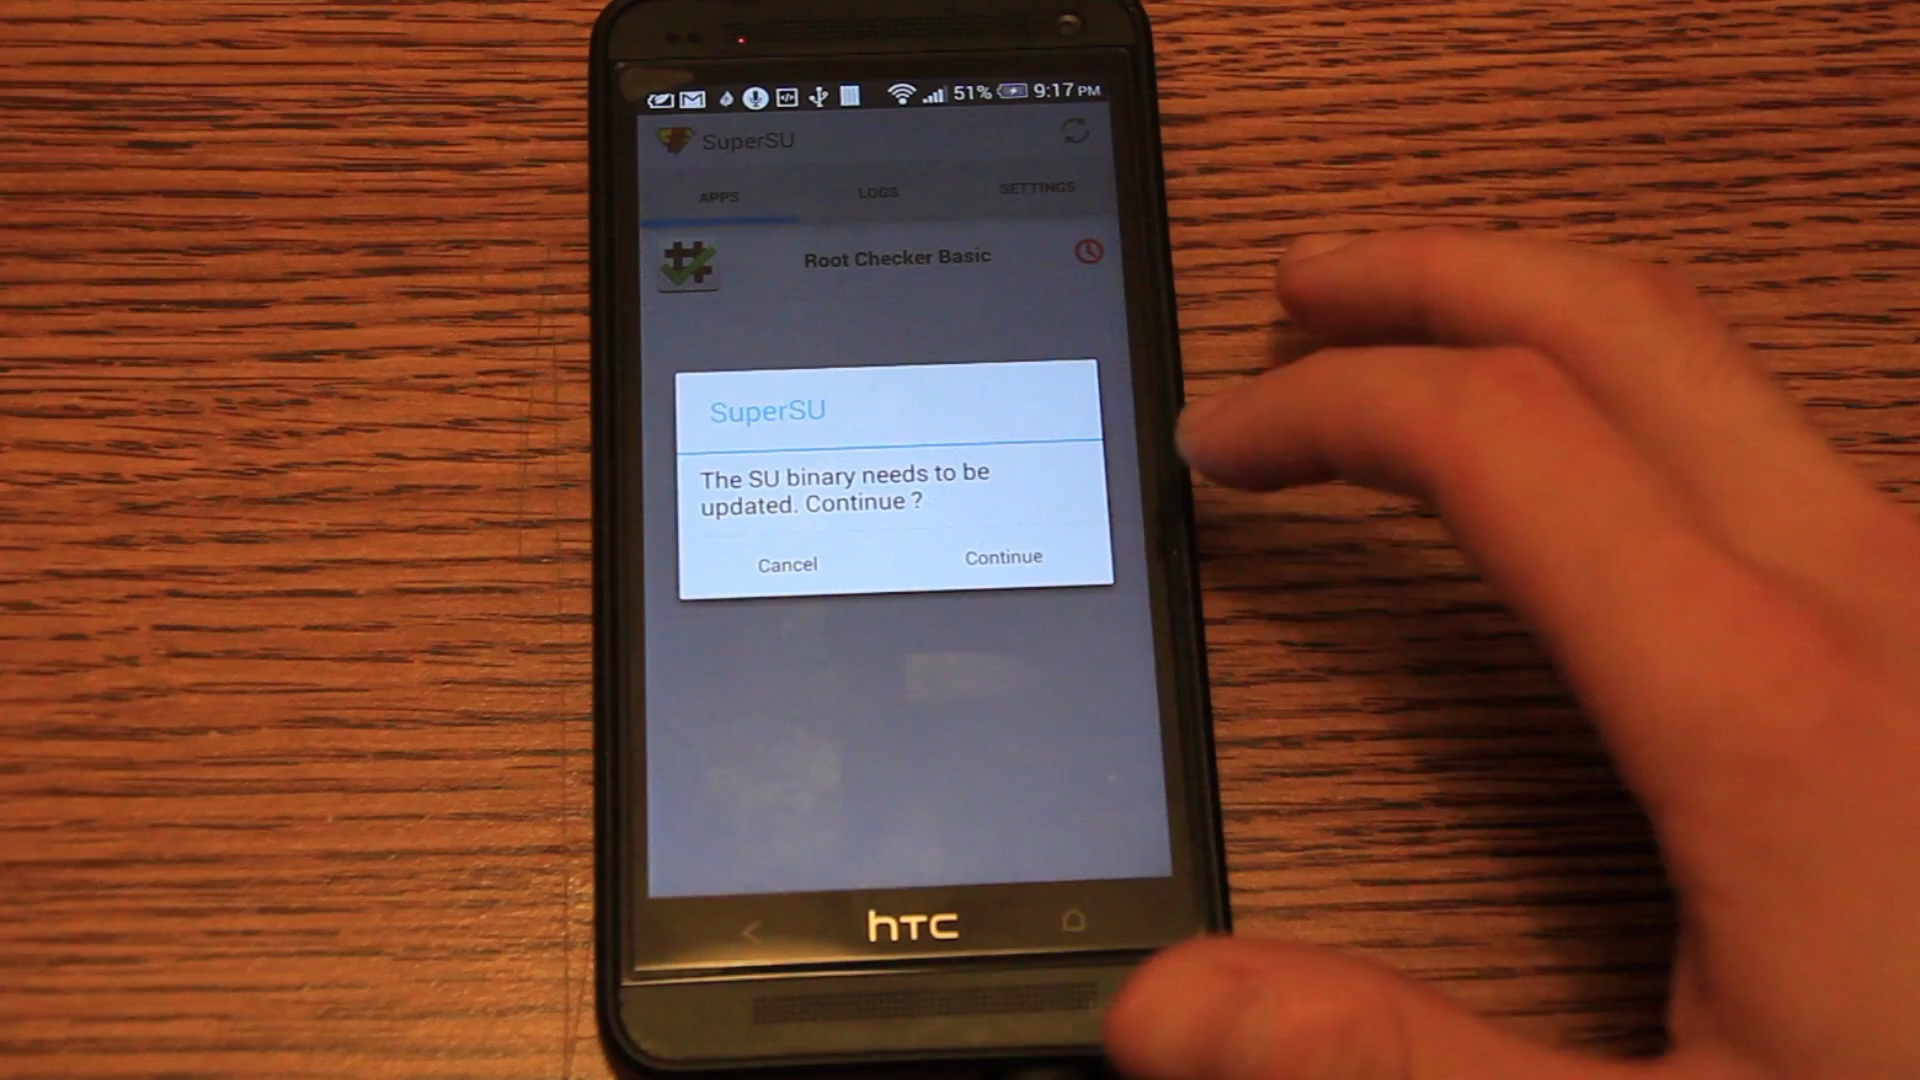 51% 9:17 PM
SuperSU
APPS LOGS SETTINGS
Root Checker Basic
SuperSU
The SU binary needs to be
updated. Continue ?
Cancel Continue
hTC